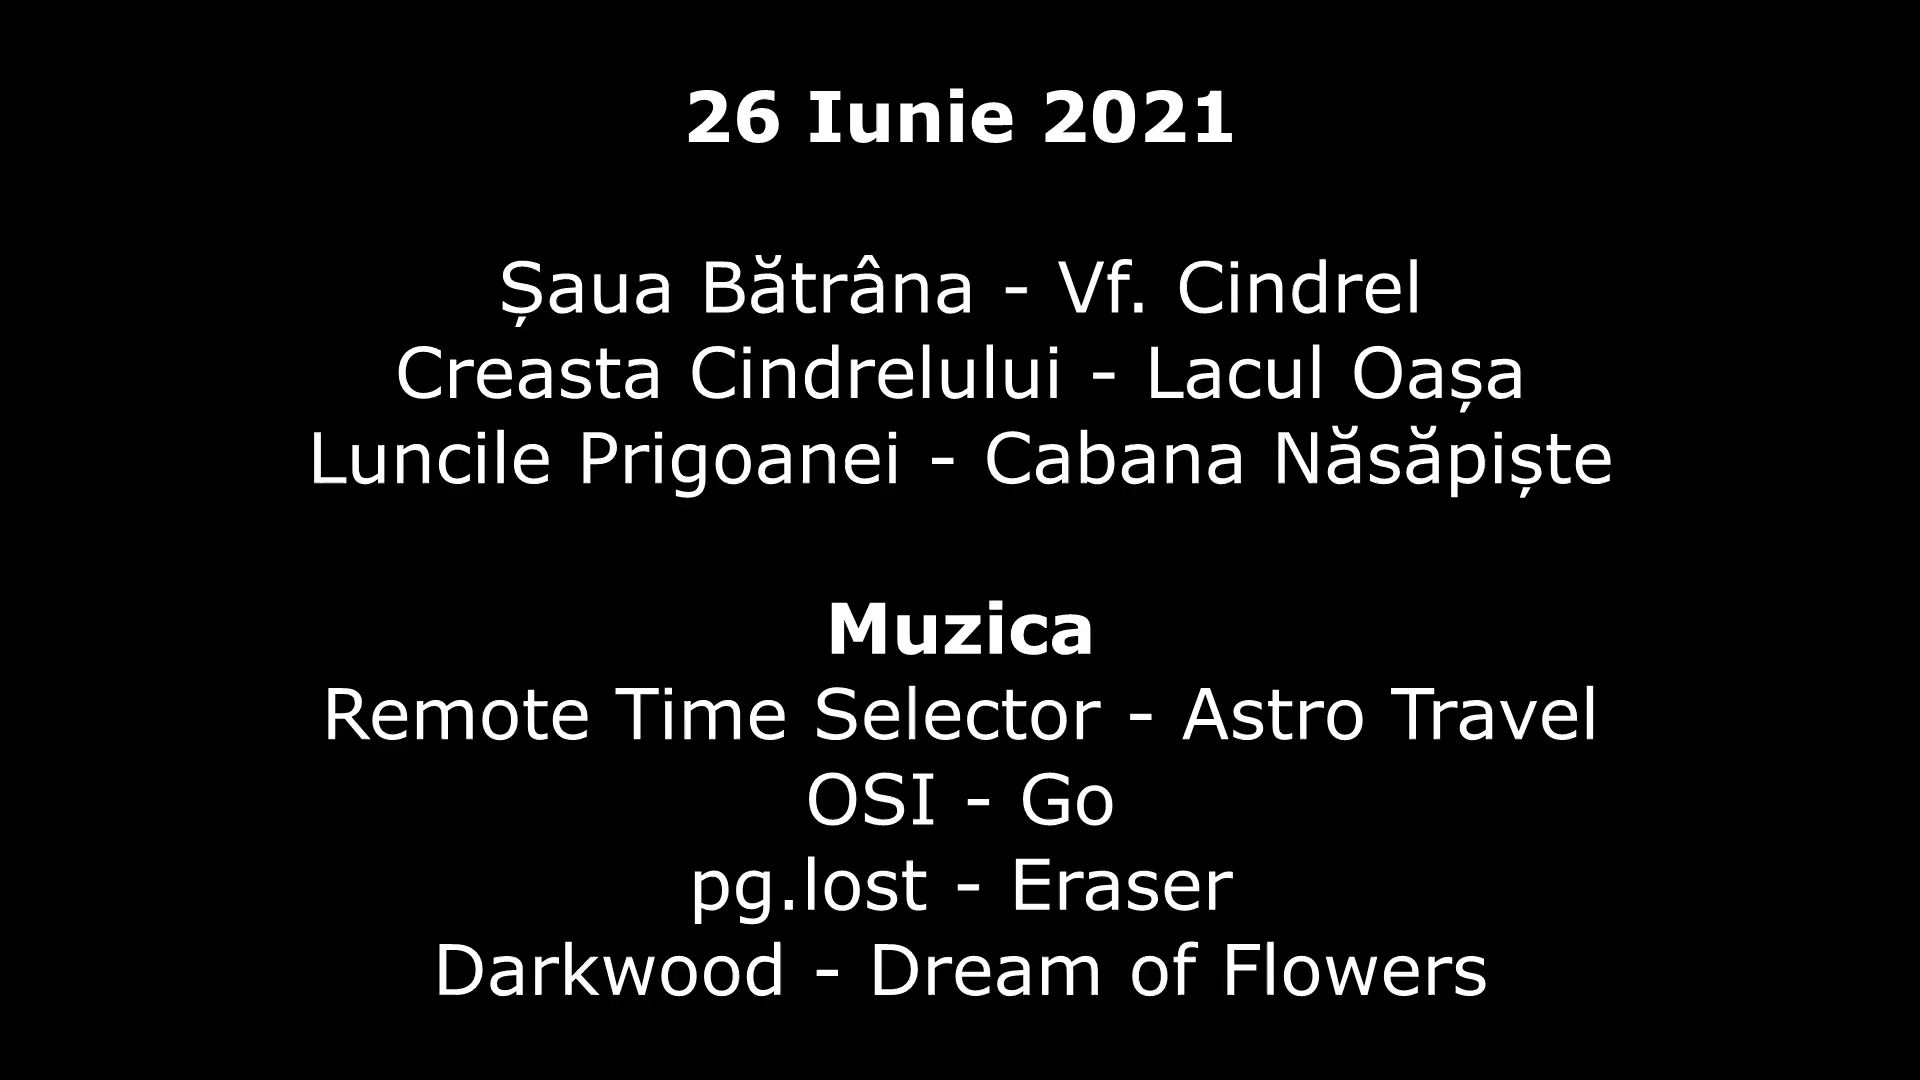 26 Iunie 2021
Șaua Bătrâna - Vf. Cindrel
Creasta Cindrelului - Lacul Oașa
Luncile Prigoanei - Cabana Năsăpiște
Muzica
Remote Time Selector - Astro Travel
OSI - Go
pg.lost - Eraser
Darkwood - Dream of Flowers